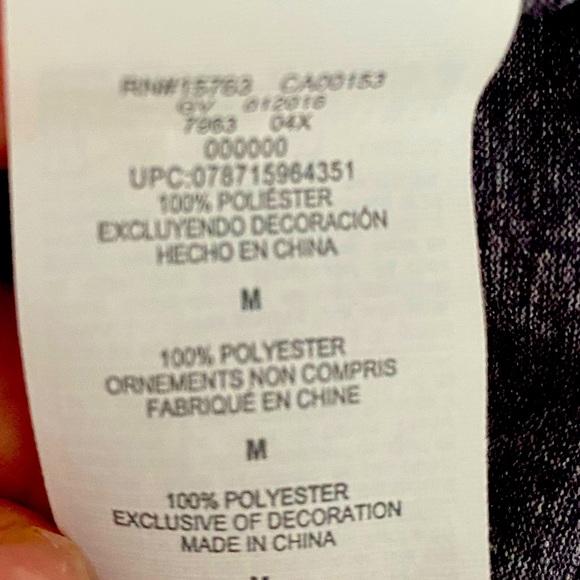 RN#15763 CA00153
GV 012016
7963 04X
000000
UPC:078715964351
100% POLIÉSTER
EXCLUYENDO DECORACIÓN
HECHO EN CHINA
M
100% POLYESTER
ORNEMENTS NON COMPRIS
FABRIQUÉ EN CHINE
M
100% POLYESTER
EXCLUSIVE OF DECORATION
MADE IN CHINA
M